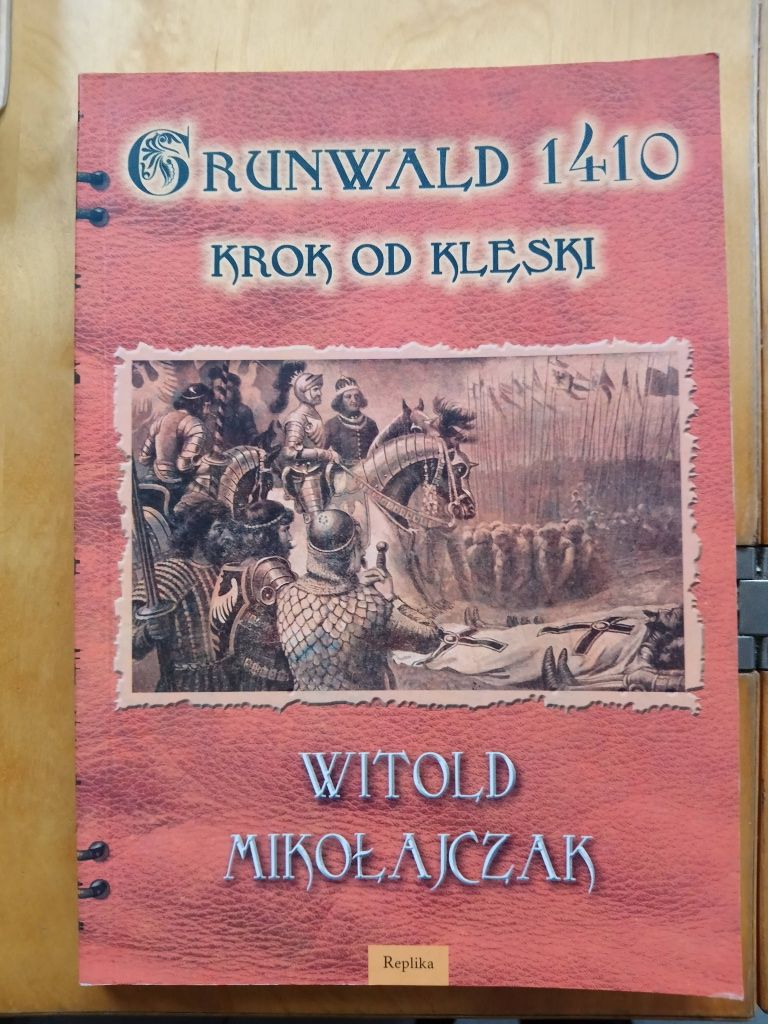 GRUNWALD 1410
KROK OD KLĘSKI
WITOLD
MIKOŁAJCZAK
Replika